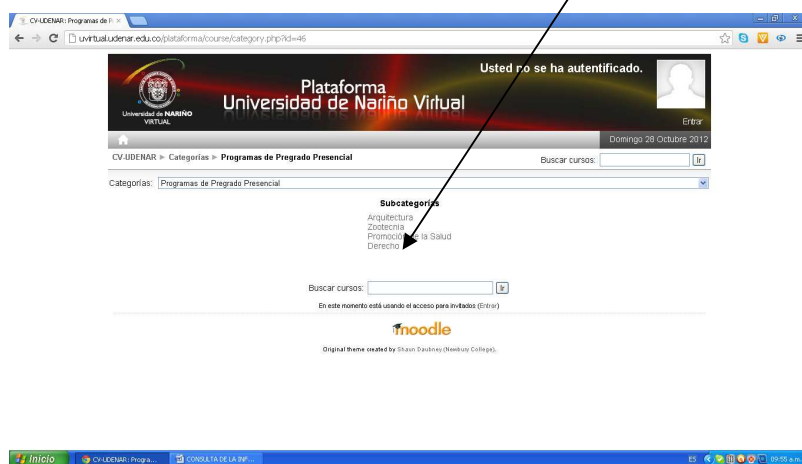 CV-UDENAR: Programas de P
uvirtual.udenar.edu.co/plataforma/course/category.php?id=46
Usted no se ha autentificado.
Plataforma
Universidad de Nariño Virtual
Universidad de NARIÑO
VIRTUAL
Entrar
Domingo 28 Octubre 2012
CV-UDENAR ► Categorías ► Programas de Pregrado Presencial
Buscar cursos: Ir
Categorías: Programas de Pregrado Presencial
Subcategorías
Arquitectura
Zootecnia
Promoción de la Salud
Derecho
Buscar cursos: Ir
En este momento está usando el acceso para invitados (Entrar)
moodle
Original theme created by Shaun Daubney (Newbury College).
Inicio CV-UDENAR: Progra... CONSULTA DE LA INF... ES 09:55 a.m.